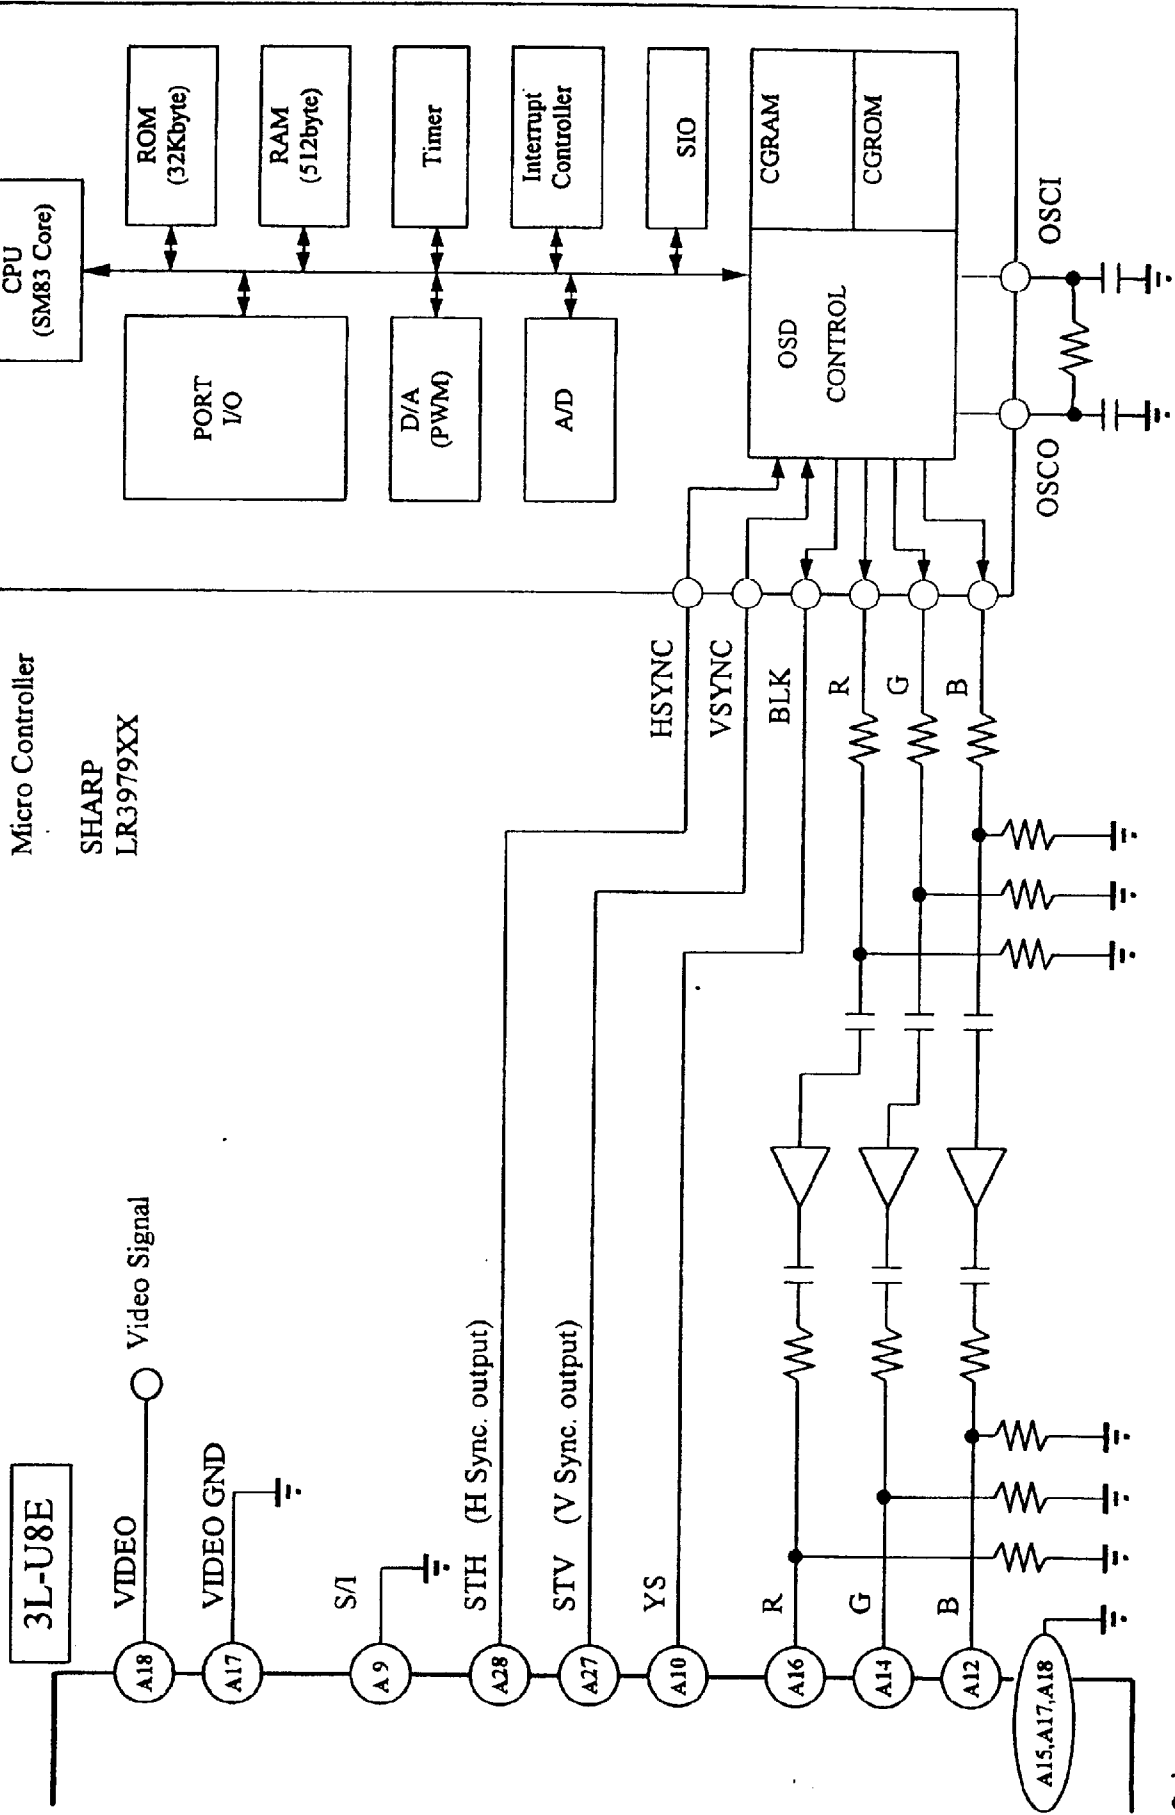 3L-U8E
Micro Controller
SHARP
LR3979XX
CPU
(SM83 Core)
ROM
(32Kbyte)
RAM
(512byte)
Timer
Interrupt
Controller
SIO
PORT
I/O
D/A
(PWM)
A/D
OSD
CONTROL
CGRAM
CGROM
OSCO
OSCI
HSYNC
VSYNC
BLK
R
G
B
A18
VIDEO
Video Signal
A17
VIDEO GND
A 9
S/I
A28
STH (H Sync. output)
A27
STV (V Sync. output)
A10
YS
A16
R
A14
G
A12
B
A15,A17,A18